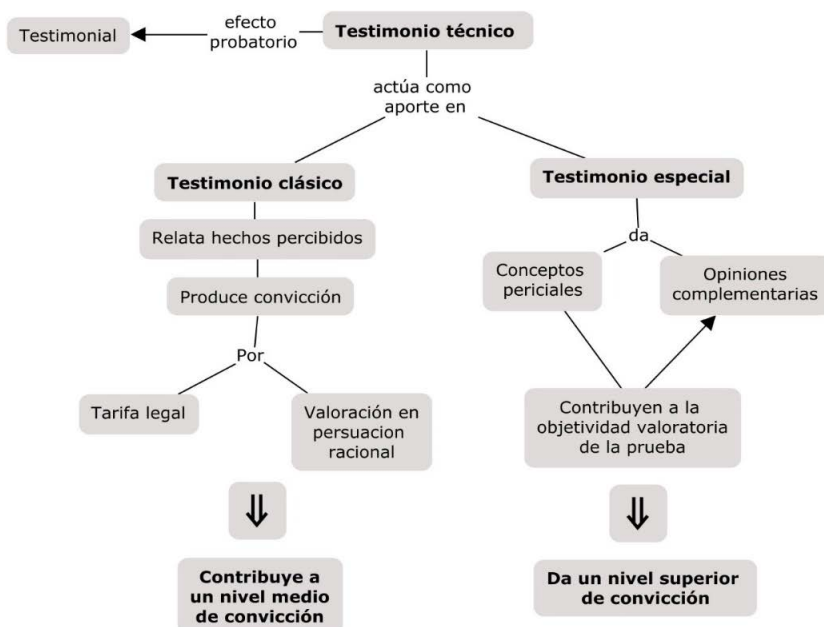 Testimonial
efecto
probatorio
Testimonio técnico
actúa como
aporte en
Testimonio clásico
Relata hechos percibidos
Produce convicción
Por
Tarifa legal
Valoración en
persuacion
racional
⇓
Contribuye a
un nivel medio
de convicción
Testimonio especial
da
Conceptos
periciales
Opiniones
complementarias
Contribuyen a la
objetividad valoratoria
de la prueba
⇓
Da un nivel superior
de convicción